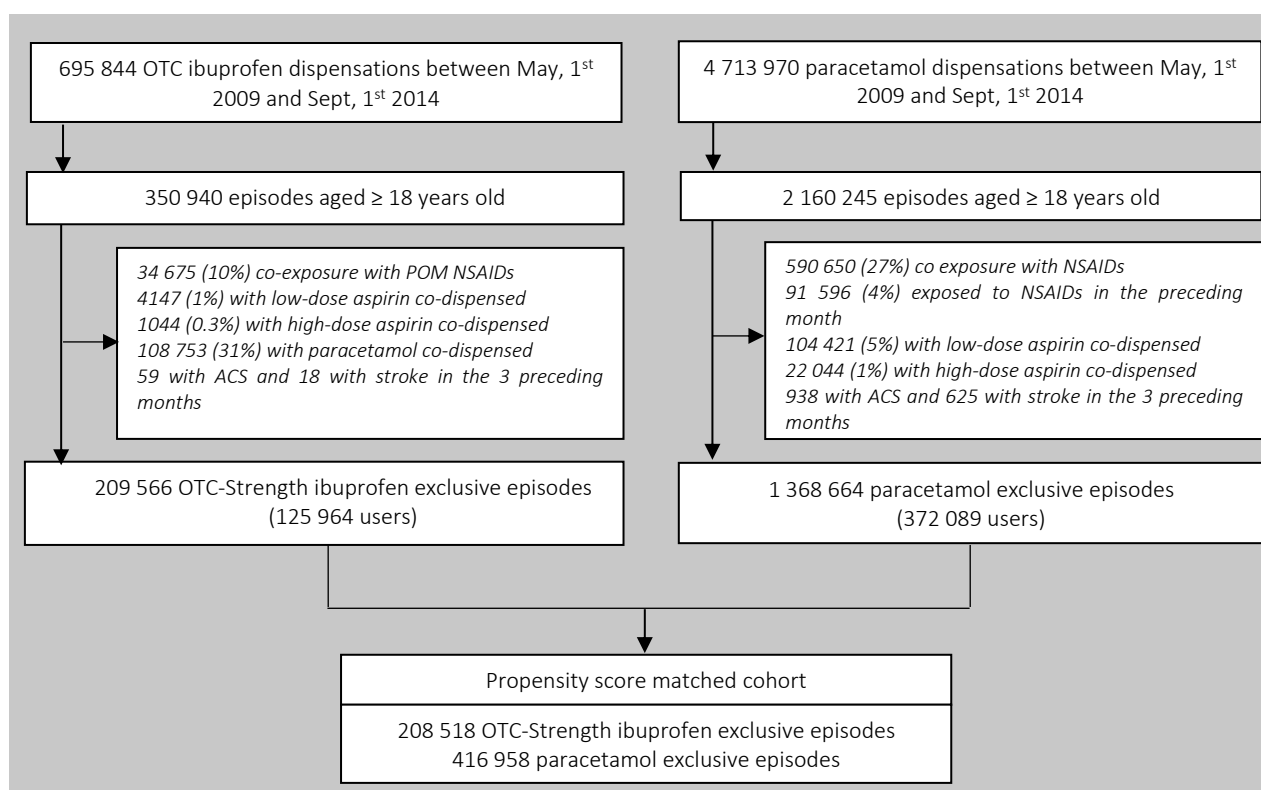 695 844 OTC ibuprofen dispensations between May, 1st
2009 and Sept, 1st 2014
350 940 episodes aged ≥ 18 years old
34 675 (10%) co-exposure with POM NSAIDs
4147 (1%) with low-dose aspirin co-dispensed
1044 (0.3%) with high-dose aspirin co-dispensed
108 753 (31%) with paracetamol co-dispensed
59 with ACS and 18 with stroke in the 3 preceding
months
209 566 OTC-Strength ibuprofen exclusive episodes
(125 964 users)
4 713 970 paracetamol dispensations between May, 1st
2009 and Sept, 1st 2014
2 160 245 episodes aged ≥ 18 years old
590 650 (27%) co exposure with NSAIDs
91 596 (4%) exposed to NSAIDs in the preceding
month
104 421 (5%) with low-dose aspirin co-dispensed
22 044 (1%) with high-dose aspirin co-dispensed
938 with ACS and 625 with stroke in the 3 preceding
months
1 368 664 paracetamol exclusive episodes
(372 089 users)
Propensity score matched cohort
208 518 OTC-Strength ibuprofen exclusive episodes
416 958 paracetamol exclusive episodes